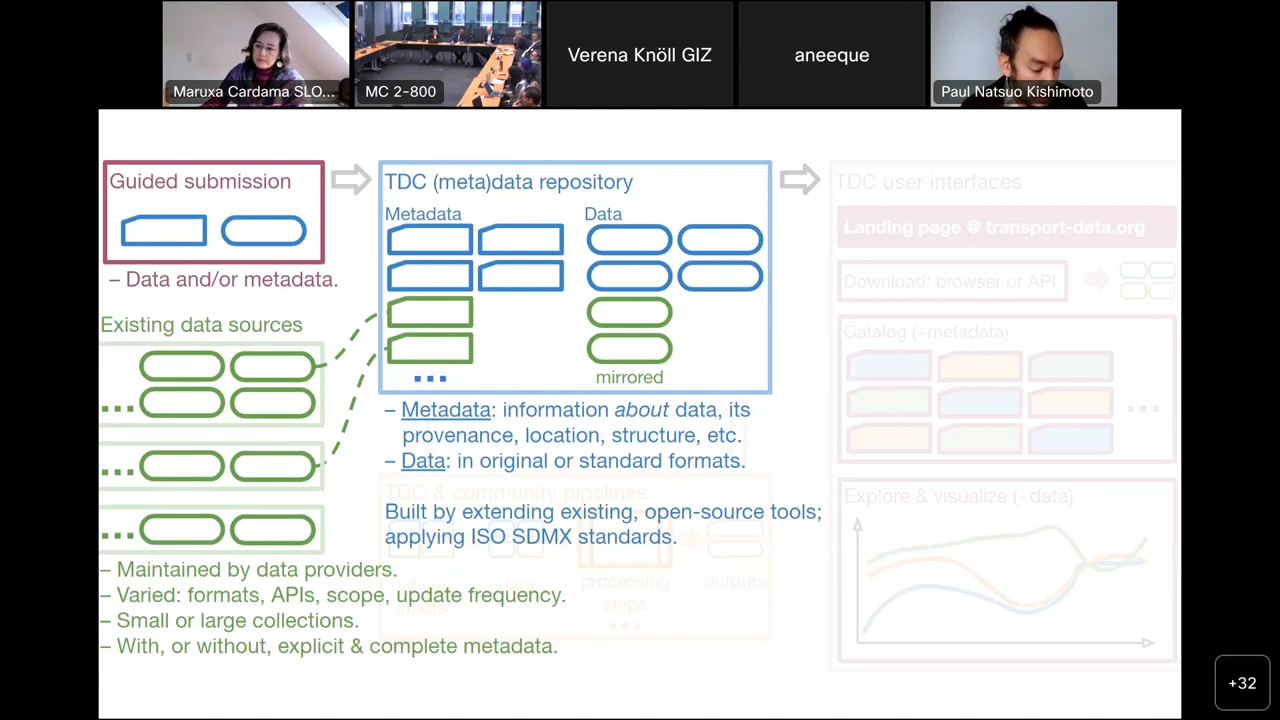 Maruxa Cardama SLO...
MC 2-800
Verena Knöll GIZ
aneeque
Paul Natsuo Kishimoto
Guided submission
– Data and/or metadata.
Existing data sources
...
...
...
– Maintained by data providers.
– Varied: formats, APIs, scope, update frequency.
– Small or large collections.
– With, or without, explicit & complete metadata.
TDC (meta)data repository
Metadata
Data
...
mirrored
– Metadata: information about data, its
provenance, location, structure, etc.
– Data: in original or standard formats.
TDC & community pipelines
Built by extending existing, open-source tools;
applying ISO SDMX standards.
defined
inputs
data
processing
steps
...
outputs
TDC user interfaces
Landing page @ transport-data.org
Download: browser or API
Catalog (~metadata)
...
Explore & visualize (~data)
+32